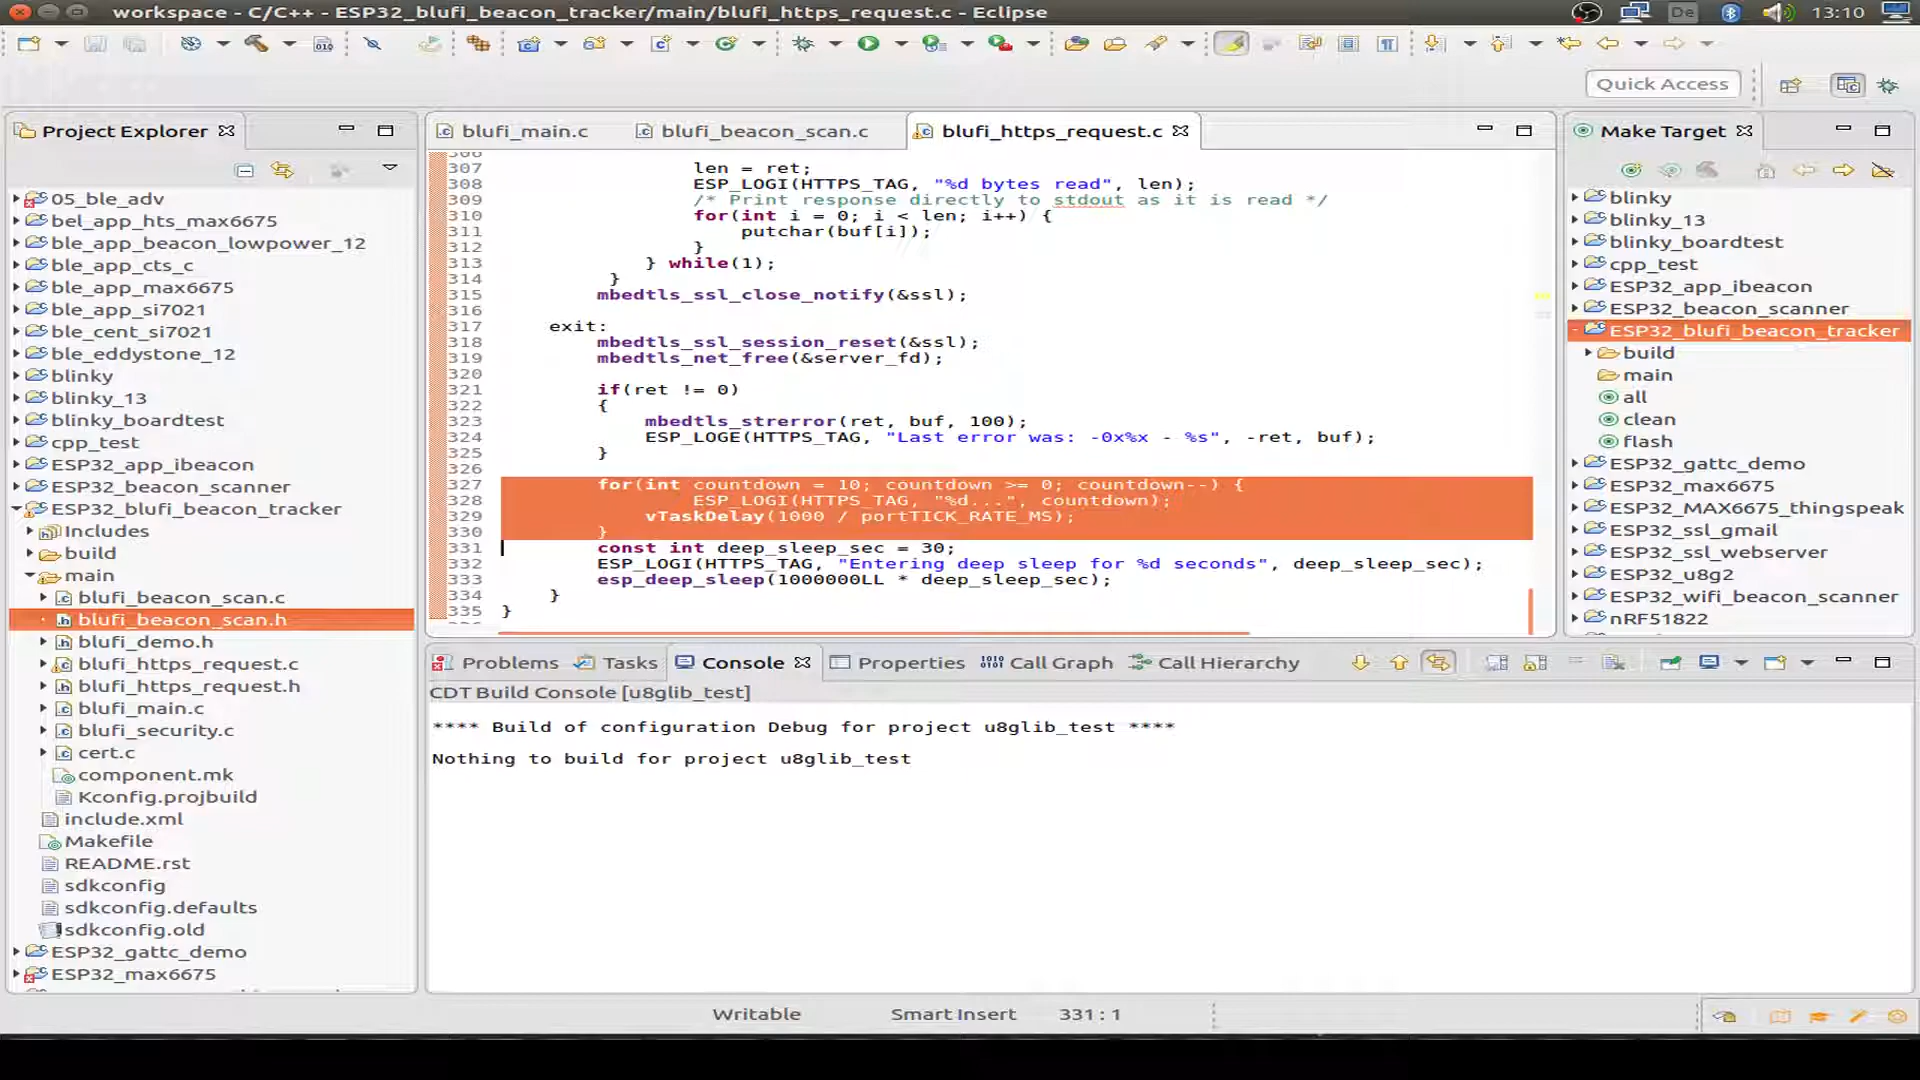 workspace - C/C++ - ESP32_blufi_beacon_tracker/main/blufi_https_request.c - Eclipse
De
13:10
Quick Access
Project Explorer
05_ble_adv
bel_app_hts_max6675
ble_app_beacon_lowpower_12
ble_app_cts_c
ble_app_max6675
ble_app_si7021
ble_cent_si7021
ble_eddystone_12
blinky
blinky_13
blinky_boardtest
cpp_test
ESP32_app_ibeacon
ESP32_beacon_scanner
ESP32_blufi_beacon_tracker
Includes
build
main
blufi_beacon_scan.c
blufi_beacon_scan.h
blufi_demo.h
blufi_https_request.c
blufi_https_request.h
blufi_main.c
blufi_security.c
cert.c
component.mk
Kconfig.projbuild
include.xml
Makefile
README.rst
sdkconfig
sdkconfig.defaults
sdkconfig.old
ESP32_gattc_demo
ESP32_max6675
blufi_main.c
blufi_beacon_scan.c
blufi_https_request.c
306
307 len = ret;
308 ESP_LOGI(HTTPS_TAG, "%d bytes read", len);
309 /* Print response directly to stdout as it is read */
310 for(int i = 0; i < len; i++) {
311 putchar(buf[i]);
312 }
313 } while(1);
314 }
315 mbedtls_ssl_close_notify(&ssl);
316
317 exit:
318 mbedtls_ssl_session_reset(&ssl);
319 mbedtls_net_free(&server_fd);
320
321 if(ret != 0)
322 {
323 mbedtls_strerror(ret, buf, 100);
324 ESP_LOGE(HTTPS_TAG, "Last error was: -0x%x - %s", -ret, buf);
325 }
326
327 for(int countdown = 10; countdown >= 0; countdown--) {
328 ESP_LOGI(HTTPS_TAG, "%d...", countdown);
329 vTaskDelay(1000 / portTICK_RATE_MS);
330 }
331 const int deep_sleep_sec = 30;
332 ESP_LOGI(HTTPS_TAG, "Entering deep sleep for %d seconds", deep_sleep_sec);
333 esp_deep_sleep(1000000LL * deep_sleep_sec);
334 }
335 }
Problems
Tasks
Console
Properties
Call Graph
Call Hierarchy
CDT Build Console [u8glib_test]
**** Build of configuration Debug for project u8glib_test ****
Nothing to build for project u8glib_test
Make Target
blinky
blinky_13
blinky_boardtest
cpp_test
ESP32_app_ibeacon
ESP32_beacon_scanner
ESP32_blufi_beacon_tracker
build
main
all
clean
flash
ESP32_gattc_demo
ESP32_max6675
ESP32_MAX6675_thingspeak
ESP32_ssl_gmail
ESP32_ssl_webserver
ESP32_u8g2
ESP32_wifi_beacon_scanner
nRF51822
Writable
Smart Insert
331 : 1